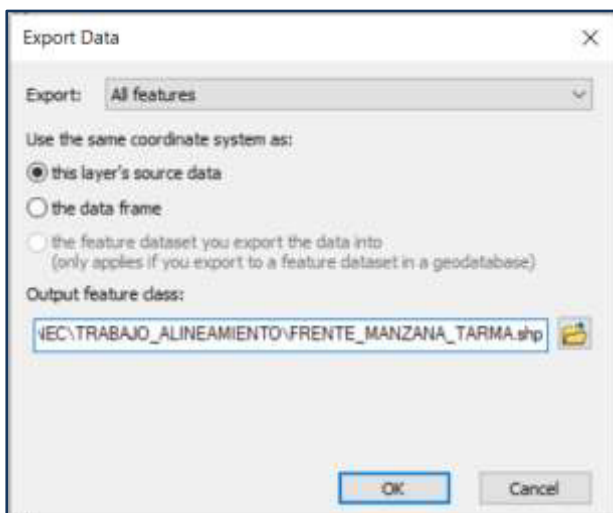 Export Data
Export: All features
Use the same coordinate system as:
this layer's source data
the data frame
the feature dataset you export the data into
(only applies if you export to a feature dataset in a geodatabase)
Output feature class:
\TRABAJO_ALINEAMIENTO\FRENTE_MANZANA_TARMA.shp
OK Cancel